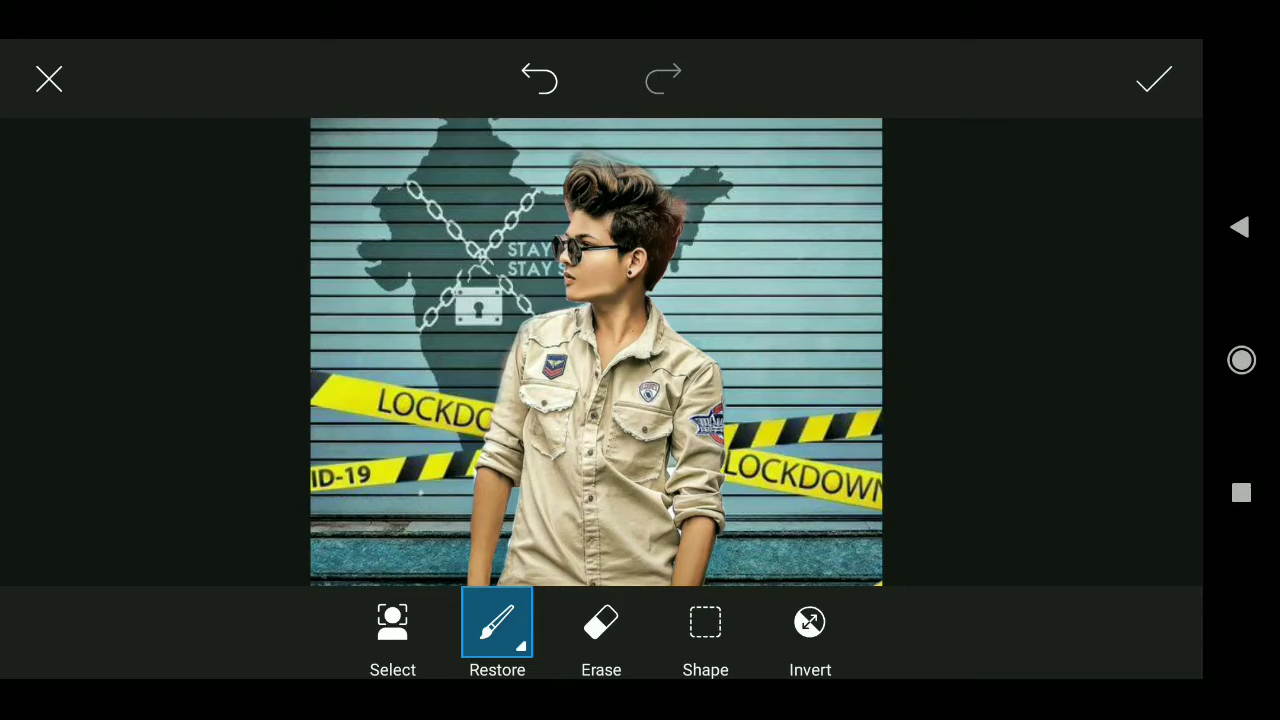 STAY
STAY S
LOCKDO
ID-19
LOCKDOWN
Select
Restore
Erase
Shape
Invert